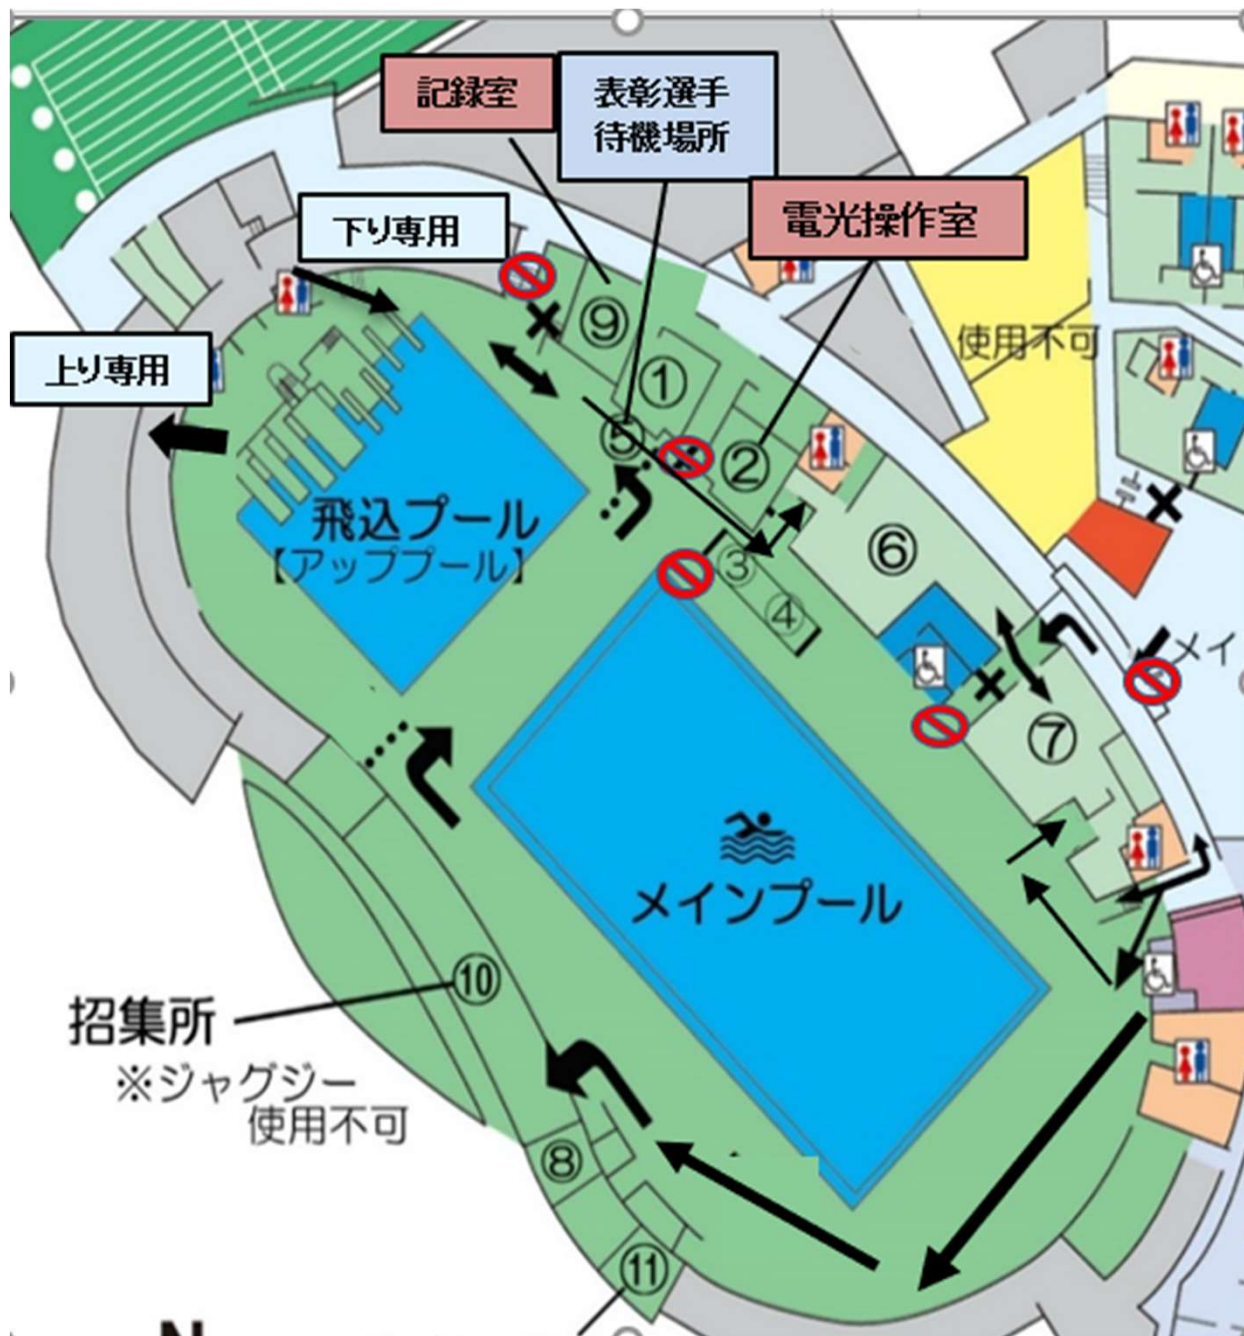 記録室
表彰選手
待機場所
電光操作室
下り専用
上り専用
使用不可
⑨
①
⑤
②
⑥
③
④
飛込プール
【アッププール】
メイ
⑦
メインプール
⑩
招集所
※ジャグジー
使用不可
⑧
⑪
N